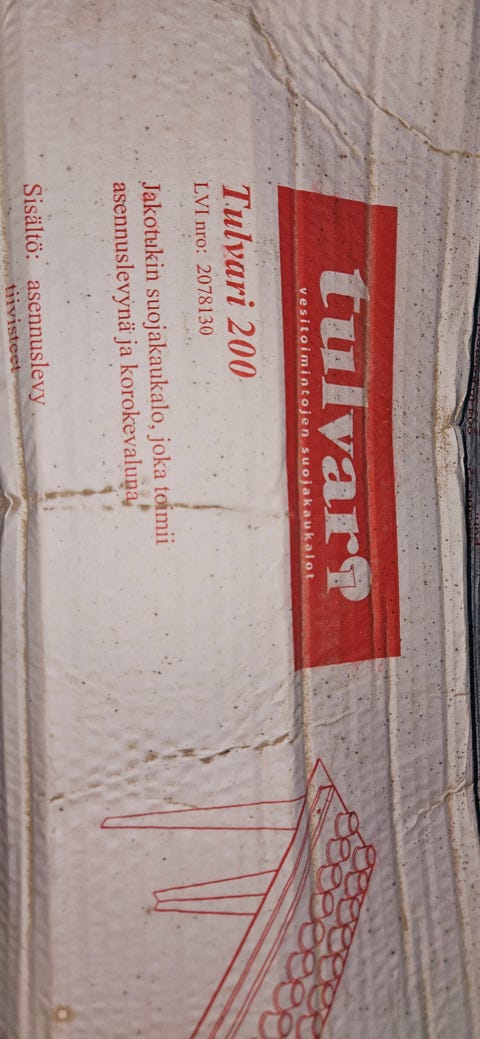 tulvari
vesitoimintojen suojakaukalot
Tulvari 200
LVI nro: 2078130
Jakotukin suojakaukalo, joka toimii
asennuslevynä ja korokevaluna
Sisältö: asennuslevy
tiivisteet